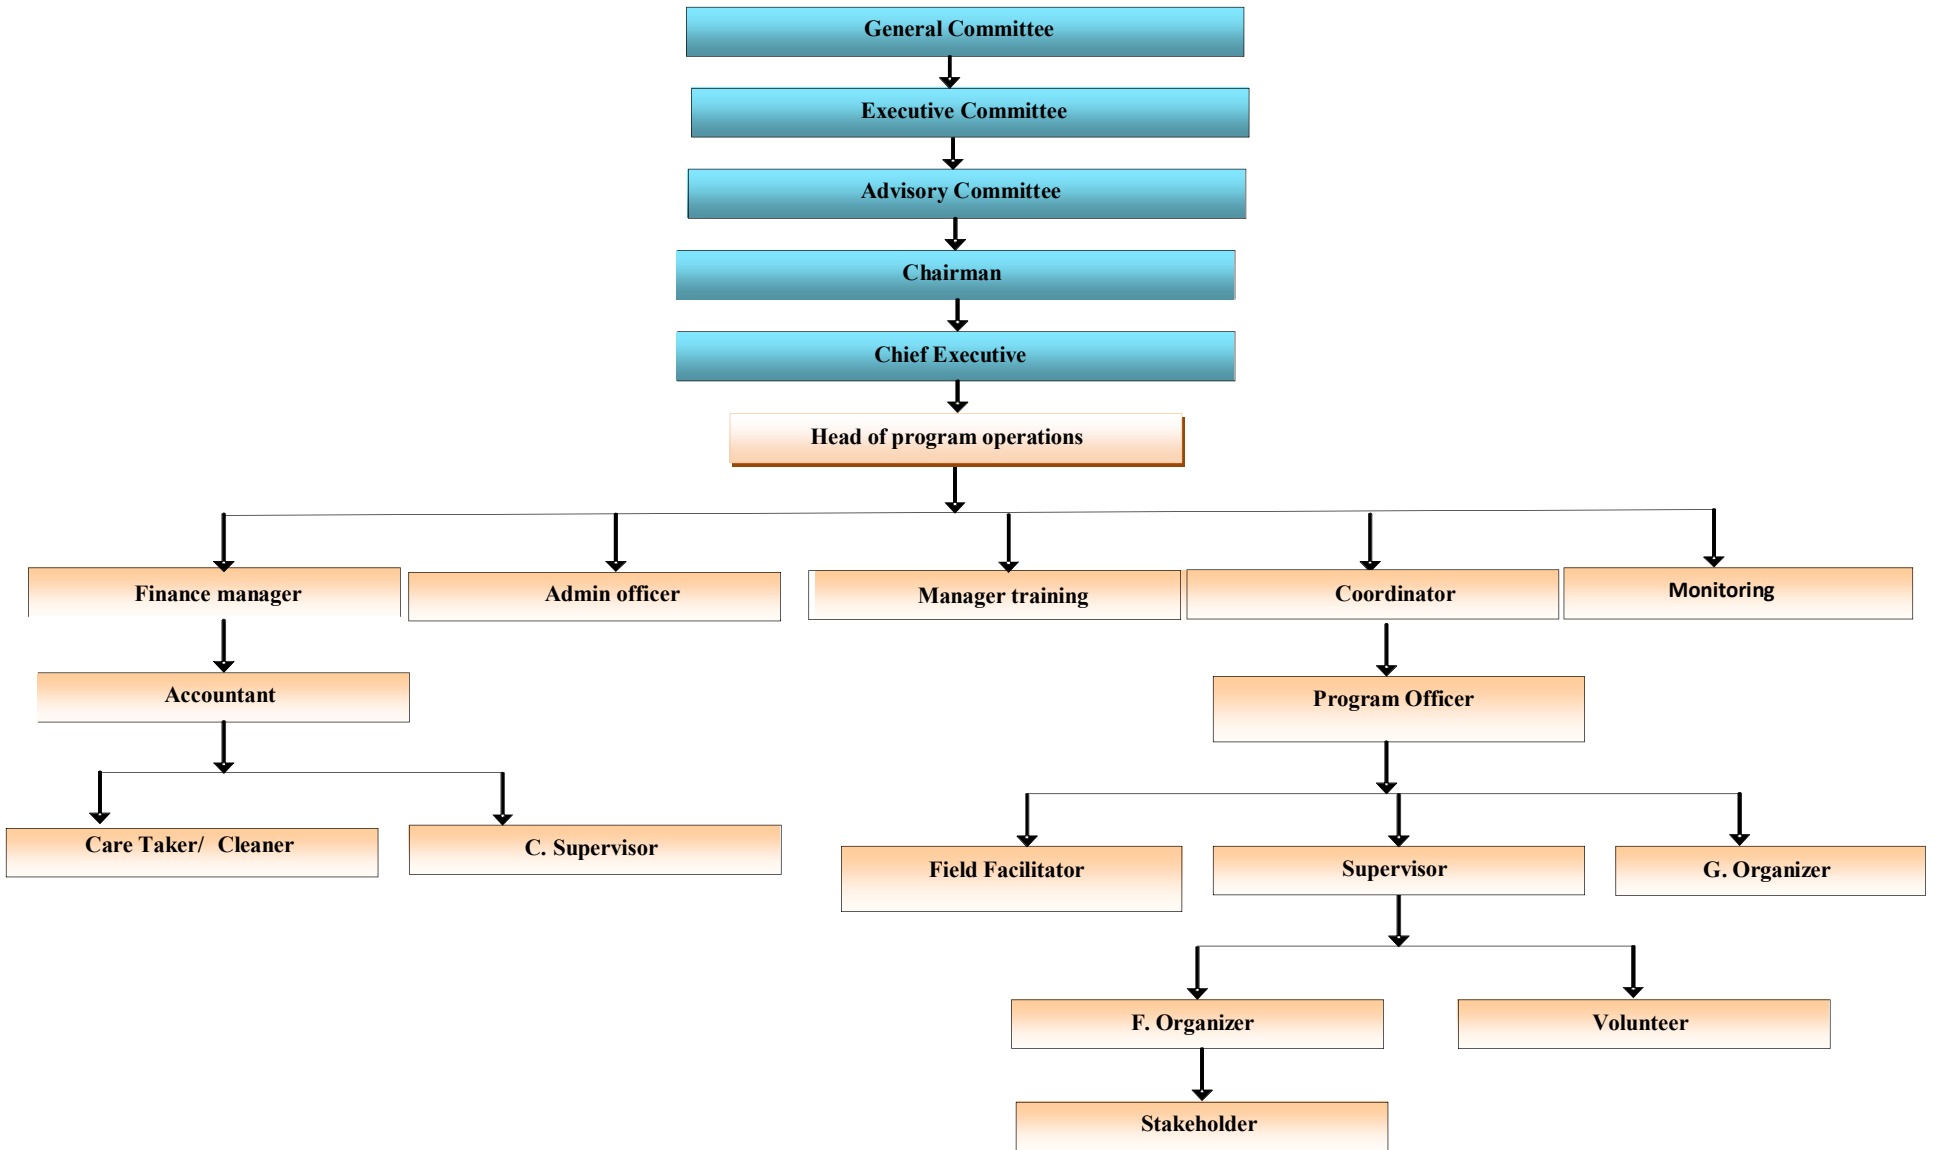 General Committee
Executive Committee
Advisory Committee
Chairman
Chief Executive
Head of program operations
Finance manager
Admin officer
Manager training
Coordinator
Monitoring
Accountant
Program Officer
Care Taker/ Cleaner
C. Supervisor
Field Facilitator
Supervisor
G. Organizer
F. Organizer
Volunteer
Stakeholder